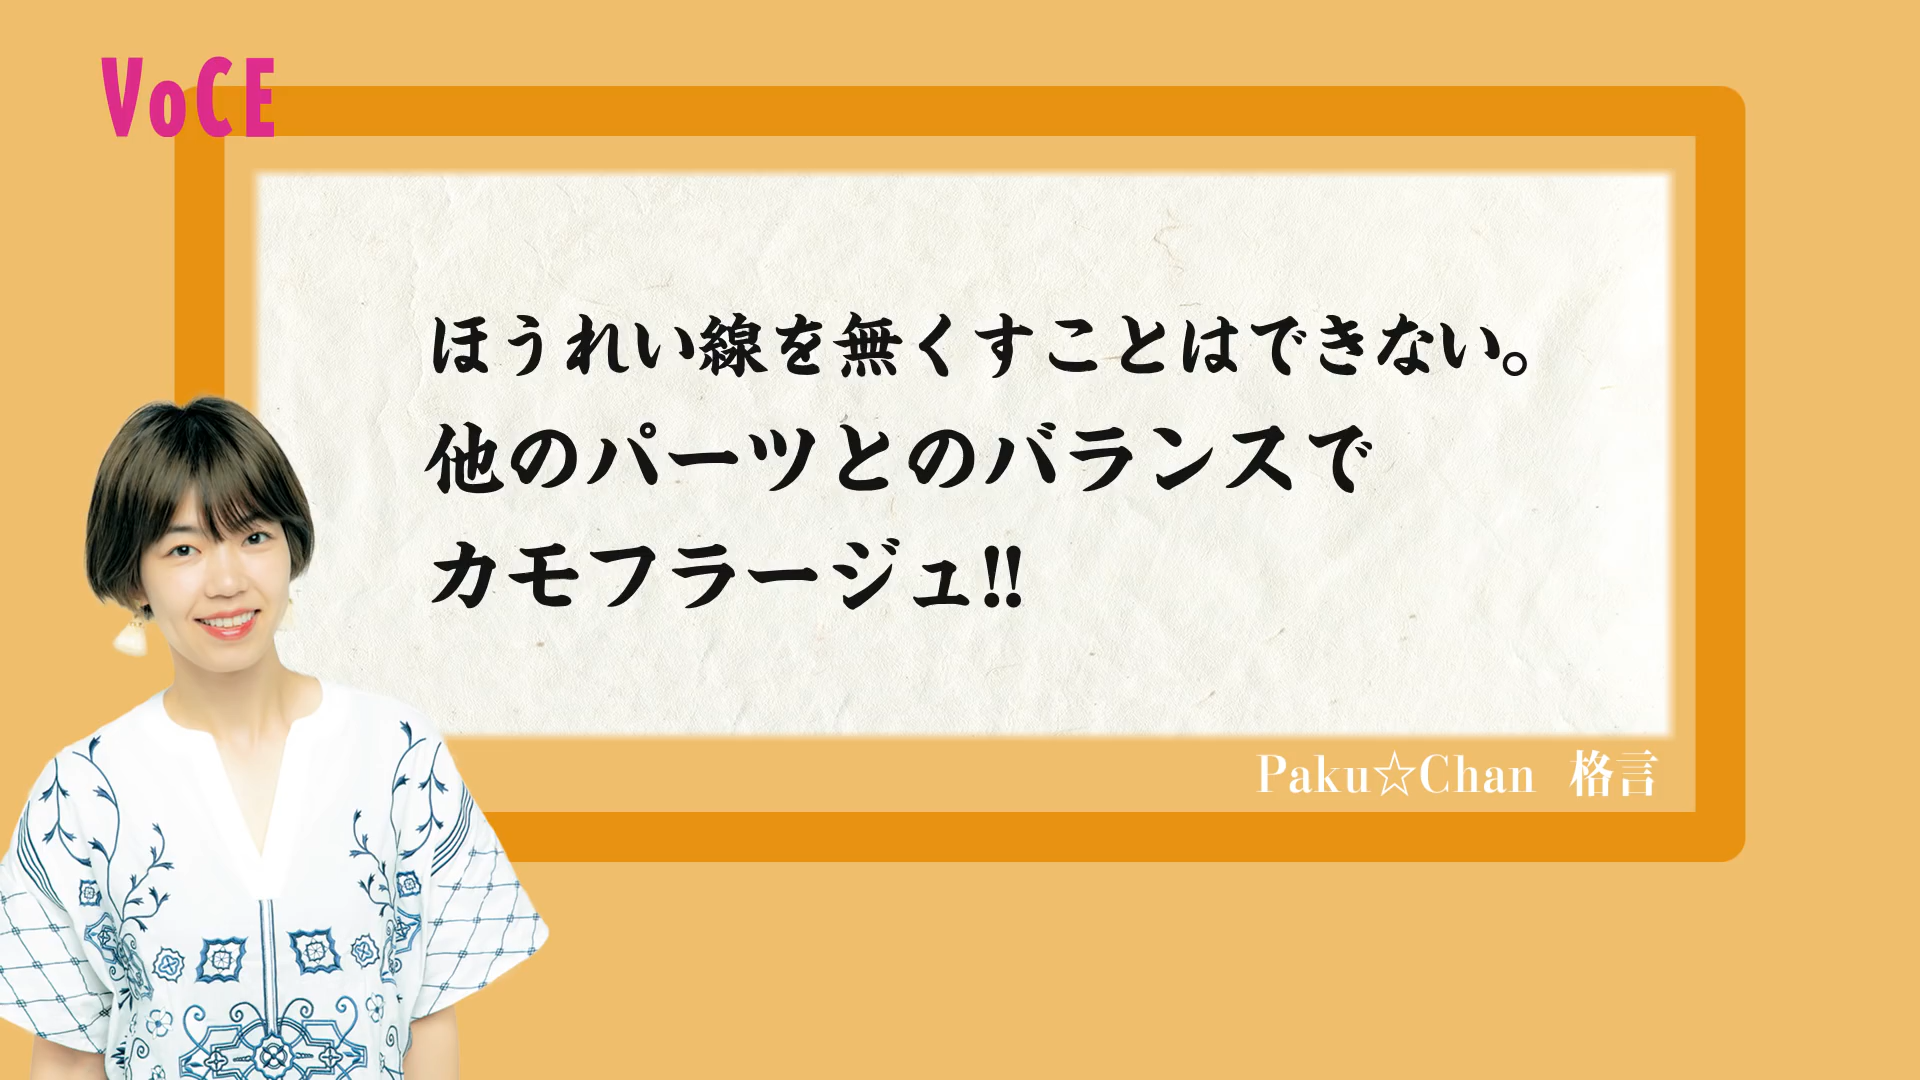 VoCE
ほうれい線を無くすことはできない。
他のパーツとのバランスで
カモフラージュ!!
Paku☆Chan 格言